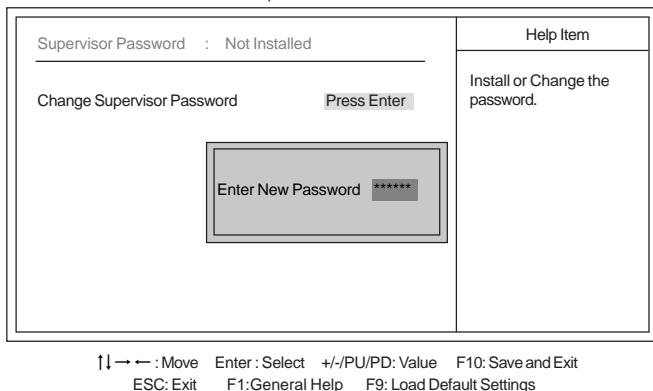 Supervisor Password : Not Installed
Change Supervisor Password Press Enter
Enter New Password ******
Help Item
Install or Change the
password.
↑↓→← : Move Enter : Select +/-/PU/PD: Value F10: Save and Exit
ESC: Exit F1:General Help F9: Load Default Settings